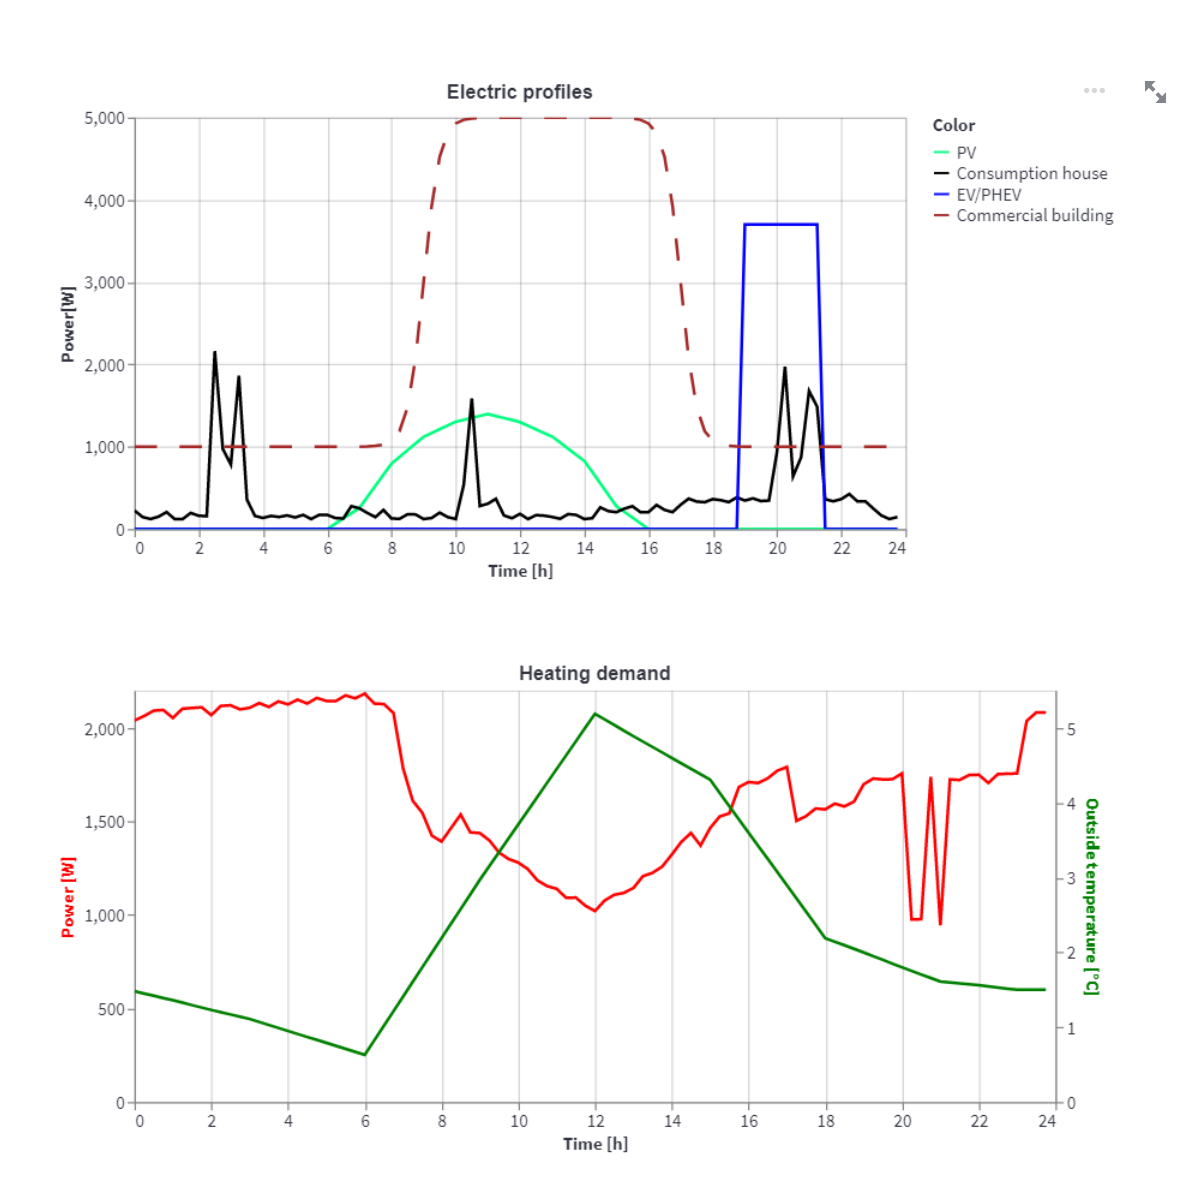 Electric profiles
Color
PV
Consumption house
EV/PHEV
Commercial building
5,000
4,000
3,000
2,000
1,000
0
Power[W]
0 2 4 6 8 10 12 14 16 18 20 22 24
Time [h]
Heating demand
2,000
1,500
1,000
500
0
Power [W]
5
4
3
2
1
0
Outside temperature [°C]
0 2 4 6 8 10 12 14 16 18 20 22 24
Time [h]